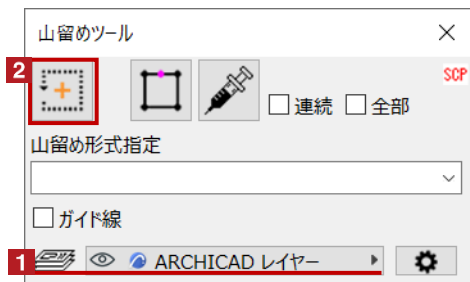 山留めツール
2
SCP
連続 全部
山留め形式指定
ガイド線
1 ARCHICAD レイヤー